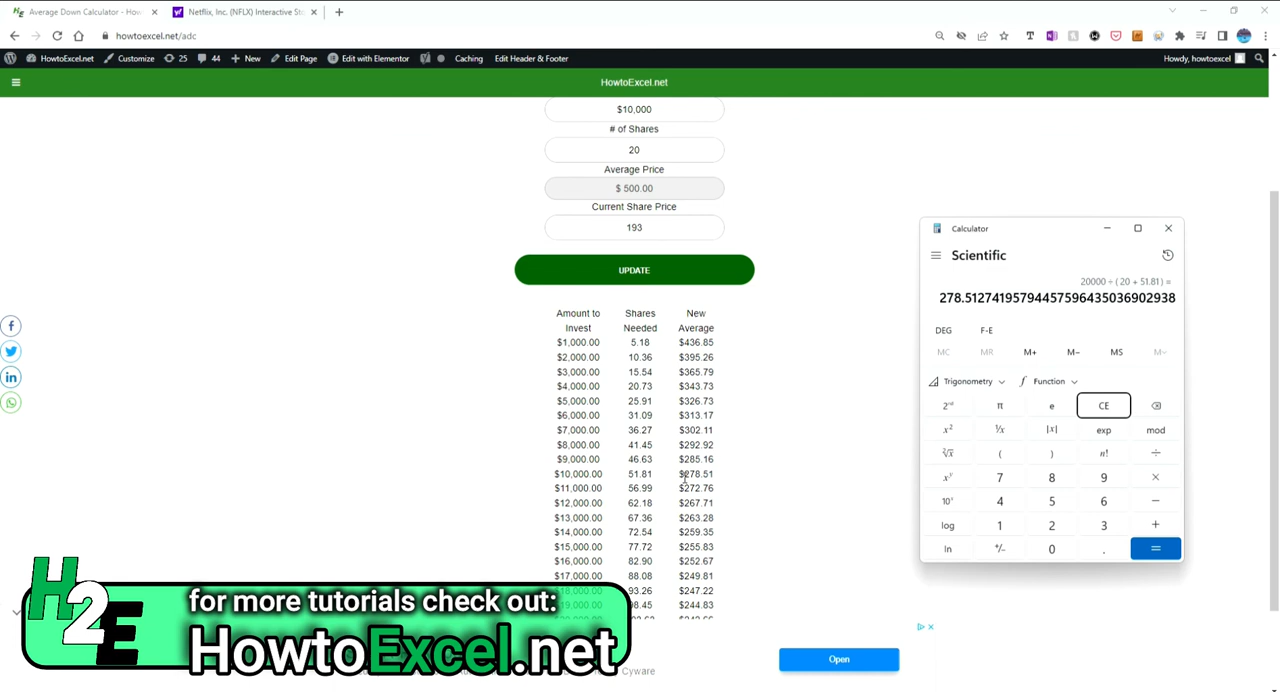 Average Down Calculator - How
Netflix, Inc. (NFLX) Interactive Sto
howtoexcel.net/adc
HowtoExcel.net
Customize
25
44
New
Edit Page
Edit with Elementor
Caching
Edit Header & Footer
Howdy, howtoexcel
HowtoExcel.net
$10,000
# of Shares
20
Average Price
$ 500.00
Current Share Price
193
UPDATE
Amount to Invest Shares Needed New Average
$1,000.00 5.18 $436.85
$2,000.00 10.36 $395.26
$3,000.00 15.54 $365.79
$4,000.00 20.73 $343.73
$5,000.00 25.91 $326.73
$6,000.00 31.09 $313.17
$7,000.00 36.27 $302.11
$8,000.00 41.45 $292.92
$9,000.00 46.63 $285.16
$10,000.00 51.81 $278.51
$11,000.00 56.99 $272.76
$12,000.00 62.18 $267.71
$13,000.00 67.36 $263.28
$14,000.00 72.54 $259.35
$15,000.00 77.72 $255.83
$16,000.00 82.90 $252.67
$17,000.00 88.08 $249.81
93.26 $247.22
$244.83
Calculator
Scientific
20000 ÷ ( 20 + 51.81) =
278.51274195794457596435036902938
DEG F-E
MC MR M+ M- MS M˅
Trigonometry Function
2ⁿᵈ π e CE
x² ¹/x |x| exp mod
²√x ( ) n! ÷
xʸ 7 8 9 ×
10ˣ 4 5 6 −
log 1 2 3 +
ln +/− 0 . =
for more tutorials check out:
H2E
HowtoExcel.net
Cyware
Open